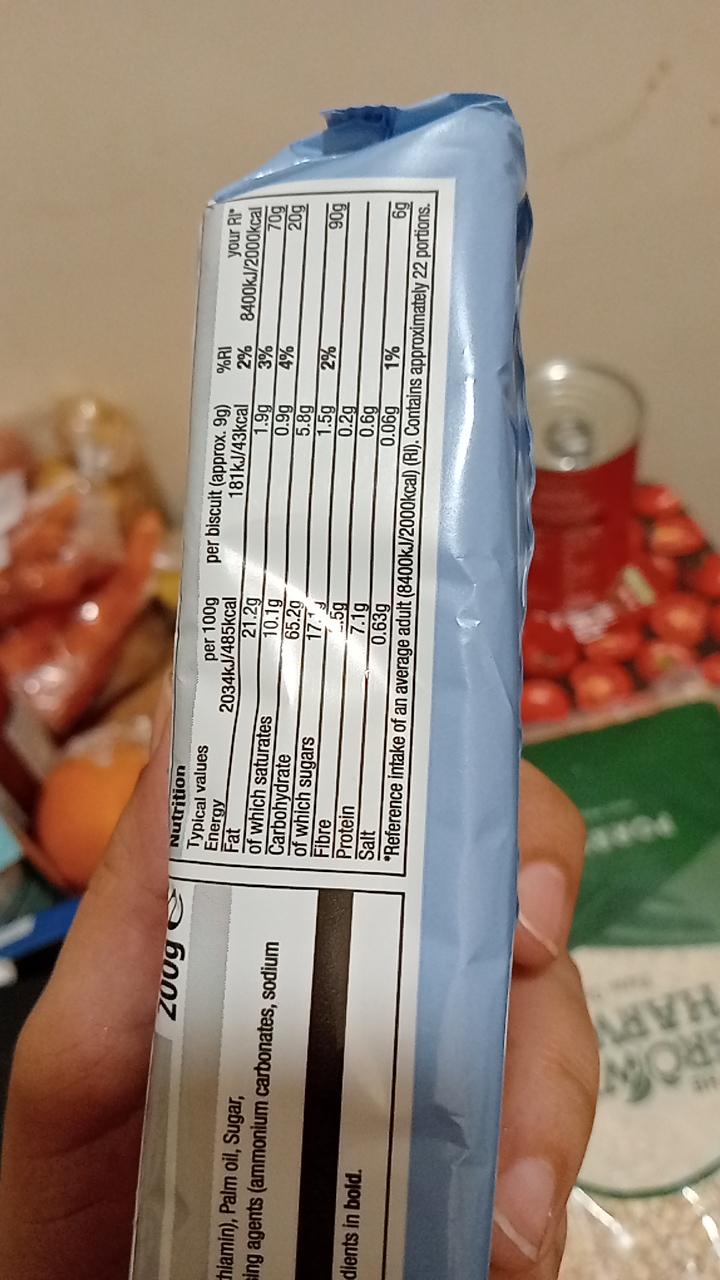 Nutrition
Typical values per 100g per biscuit (approx. 9g) %RI your RI*
Energy 2034kJ/485kcal 181kJ/43kcal 2% 8400kJ/2000kcal
Fat 21.2g 1.9g 3% 70g
of which saturates 10.1g 0.9g 4% 20g
Carbohydrate 65.2g 5.8g
of which sugars 1.5g 2% 90g
Fibre 0.2g
Protein 7.1g 0.6g
Salt 0.63g 0.06g 1% 6g
*Reference intake of an average adult (8400kJ/2000kcal) (RI). Contains approximately 22 portions.
200g e
Palm oil, Sugar,
agents (ammonium carbonates, sodium
in bold.